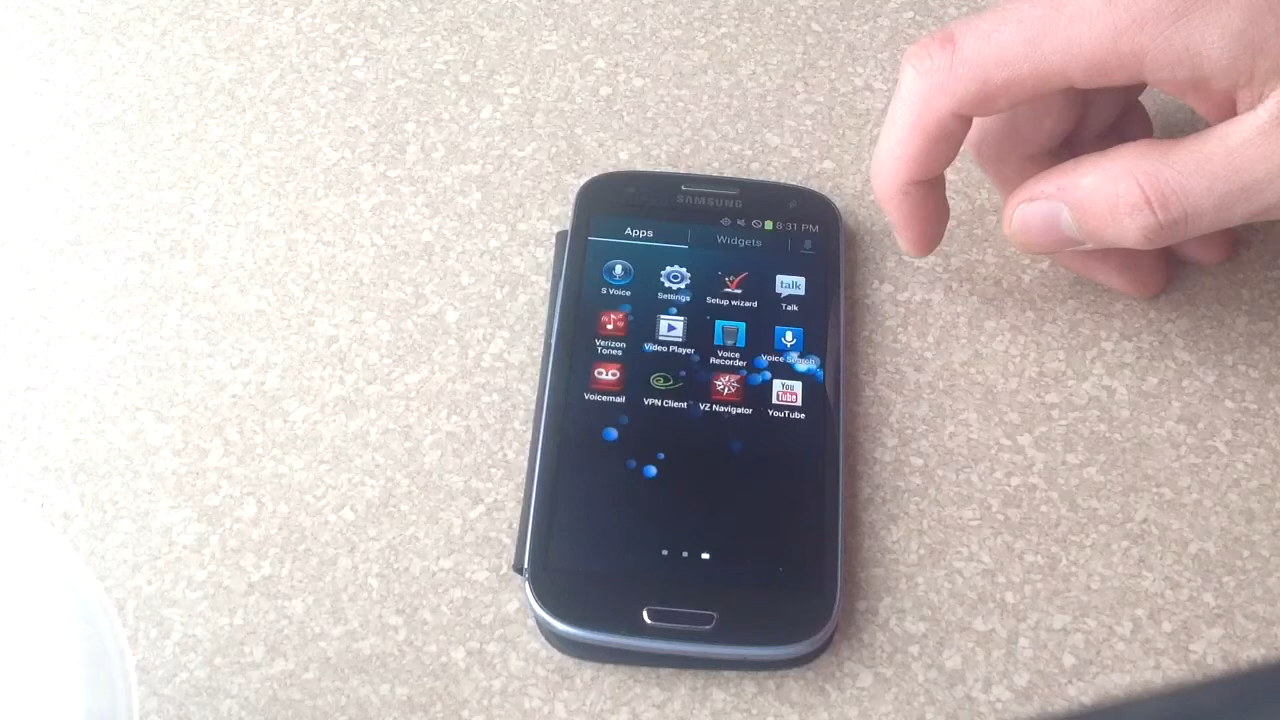 SAMSUNG
8:31 PM
Apps
Widgets
S Voice
Settings
Setup wizard
talk
Talk
Verizon
Tones
Video Player
Voice
Recorder
Voice Search
Voicemail
VPN Client
VZ Navigator
You
Tube
YouTube